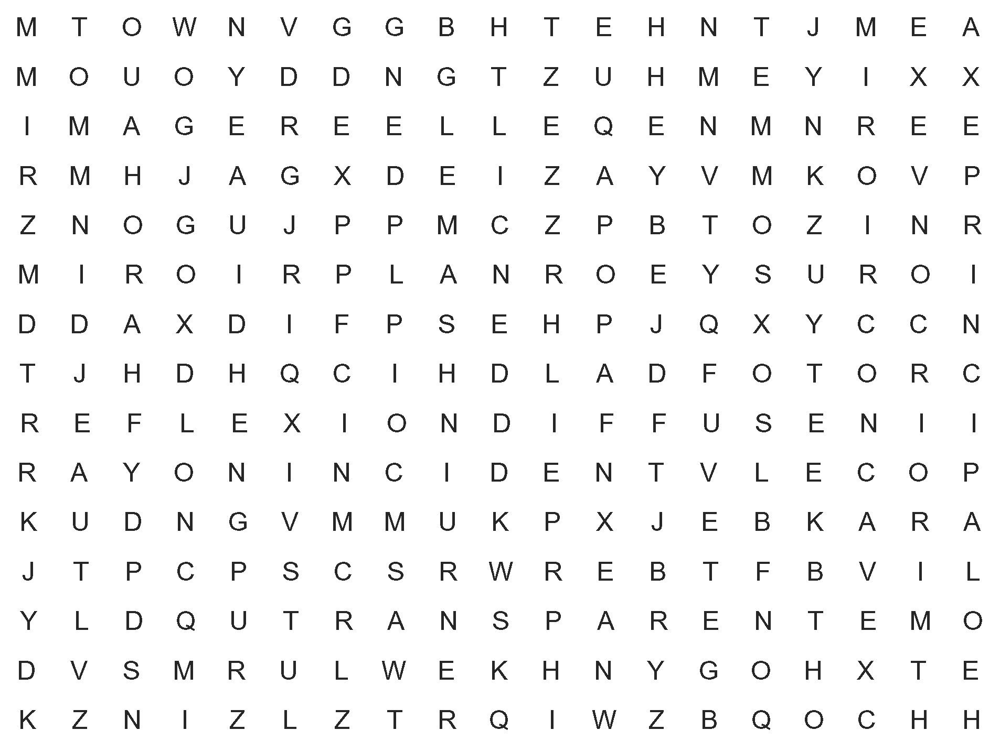 M T O W N V G G B H T E H N T J M E A
M O U O Y D D N G T Z U H M E Y I X X
I M A G E R E E L L E Q E N M N R E E
R M H J A G X D E I Z A Y V M K O V P
Z N O G U J P P M C Z P B T O Z I N R
M I R O I R P L A N R O E Y S U R O I
D D A X D I F P S E H P J Q X Y C C N
T J H D H Q C I H D L A D F O T O R C
R E F L E X I O N D I F F U S E N I I
R A Y O N I N C I D E N T V L E C O P
K U D N G V M M U K P X J E B K A R A
J T P C P S C S R W R E B T F B V I L
Y L D Q U T R A N S P A R E N T E M O
D V S M R U L W E K H N Y G O H X T E
K Z N I Z L Z T R Q I W Z B Q O C H H